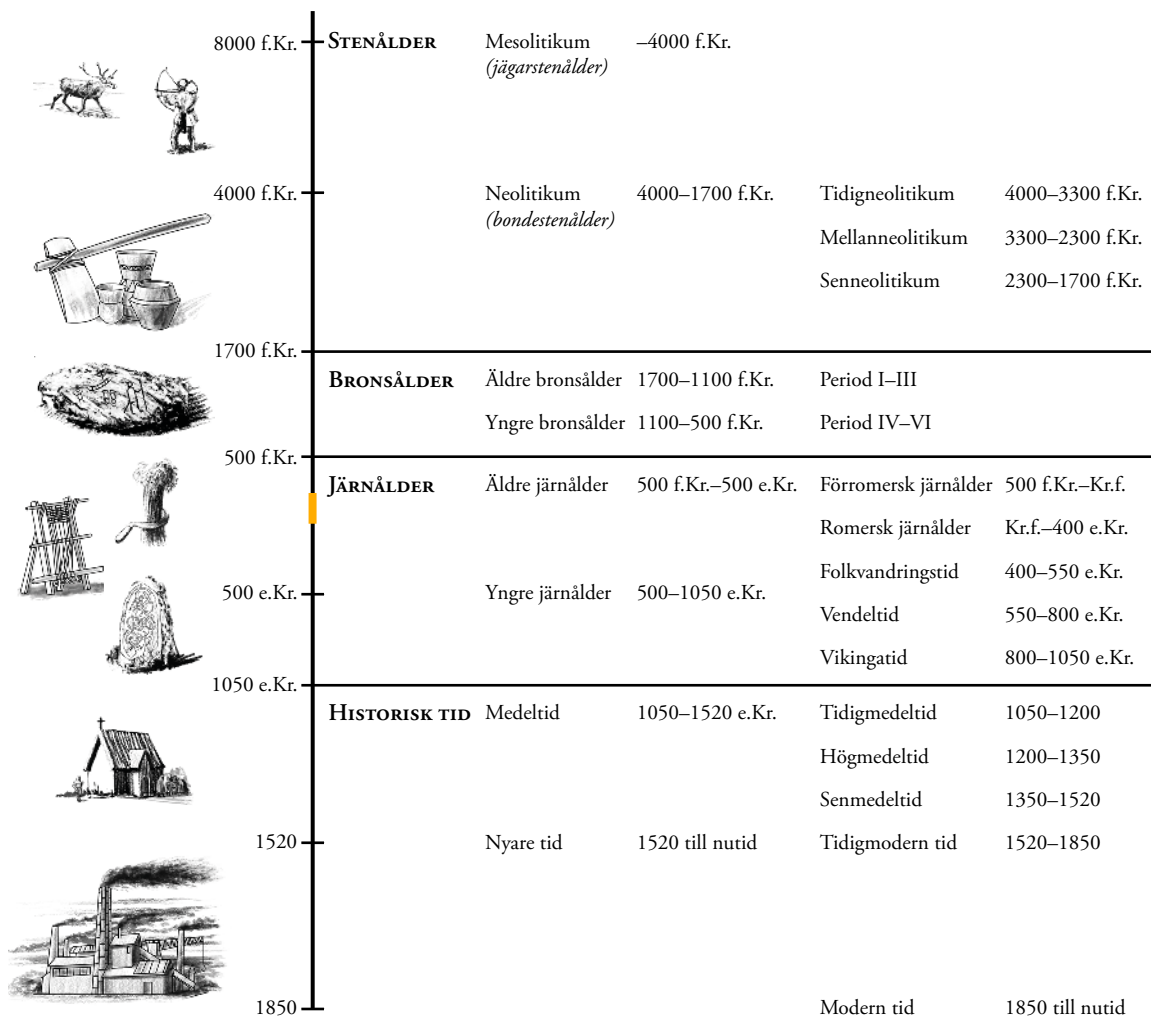 8000 f.Kr. STENÅLDER Mesolitikum –4000 f.Kr.
(jägarstenålder)
4000 f.Kr. Neolitikum 4000–1700 f.Kr. Tidigneolitikum 4000–3300 f.Kr.
(bondestenålder)
Mellanneolitikum 3300–2300 f.Kr.
Senneolitikum 2300–1700 f.Kr.
1700 f.Kr.
BRONSÅLDER Äldre bronsålder 1700–1100 f.Kr. Period I–III
Yngre bronsålder 1100–500 f.Kr. Period IV–VI
500 f.Kr.
JÄRNÅLDER Äldre järnålder 500 f.Kr.–500 e.Kr. Förromersk järnålder 500 f.Kr.–Kr.f.
Romersk järnålder Kr.f.–400 e.Kr.
Folkvandringstid 400–550 e.Kr.
500 e.Kr. Yngre järnålder 500–1050 e.Kr.
Vendeltid 550–800 e.Kr.
Vikingatid 800–1050 e.Kr.
1050 e.Kr.
HISTORISK TID Medeltid 1050–1520 e.Kr. Tidigmedeltid 1050–1200
Högmedeltid 1200–1350
Senmedeltid 1350–1520
1520 Nyare tid 1520 till nutid Tidigmodern tid 1520–1850
1850 Modern tid 1850 till nutid